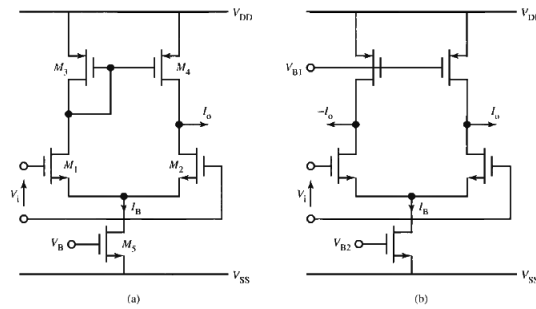 V_DD
V_DD
M_3
M_4
V_B1
I_o
-I_o
I_o
M_1
M_2
V_i
V_i
I_B
I_B
V_B
M_5
V_B2
V_SS
V_SS
(a)
(b)